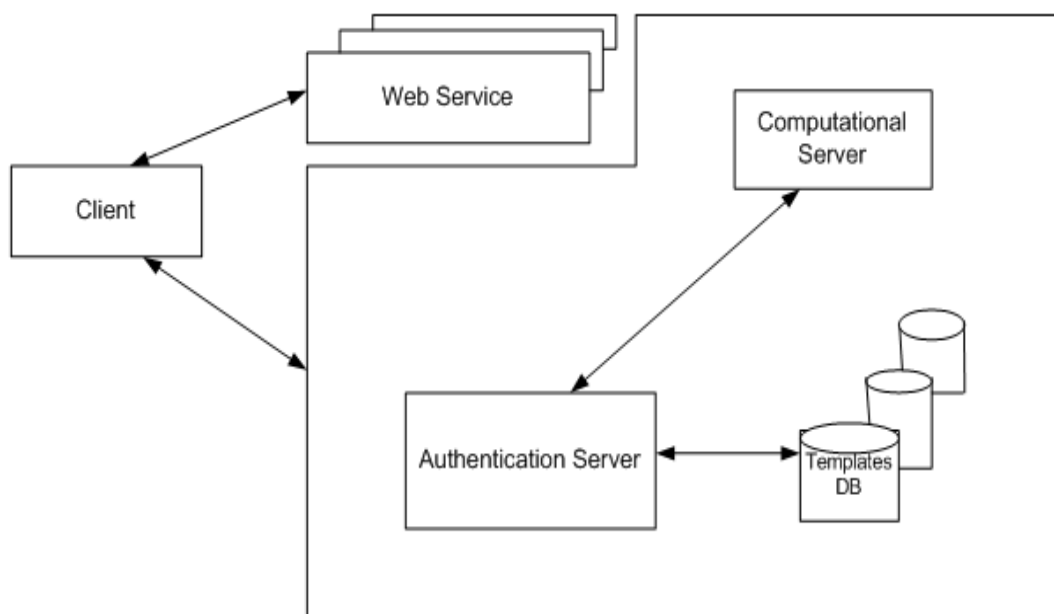 Web Service
Computational
Server
Client
Authentication Server
Templates
DB